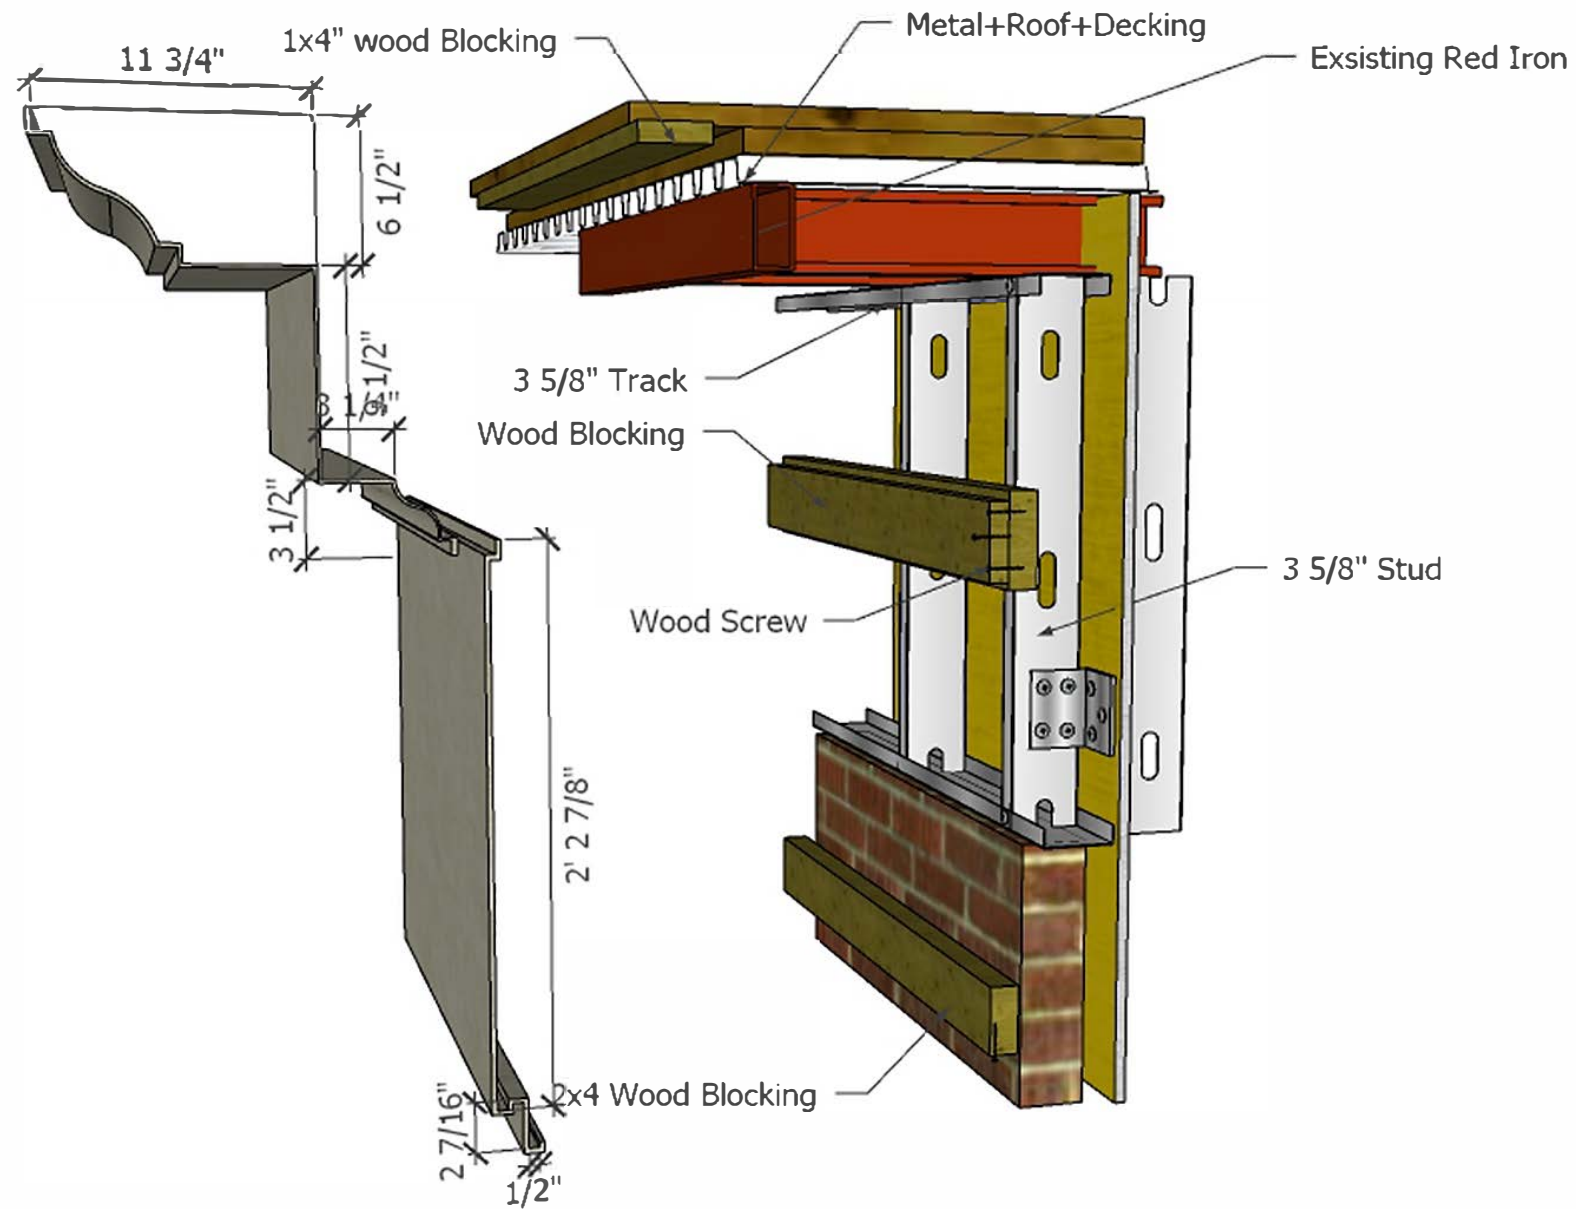 Metal+Roof+Decking
1x4" wood Blocking
Exsisting Red Iron
11 3/4"
6 1/2"
3 5/8" Track
Wood Blocking
3 1/2"
3 5/8" Stud
Wood Screw
2' 2 7/8"
2x4 Wood Blocking
2 7/16"
1/2"